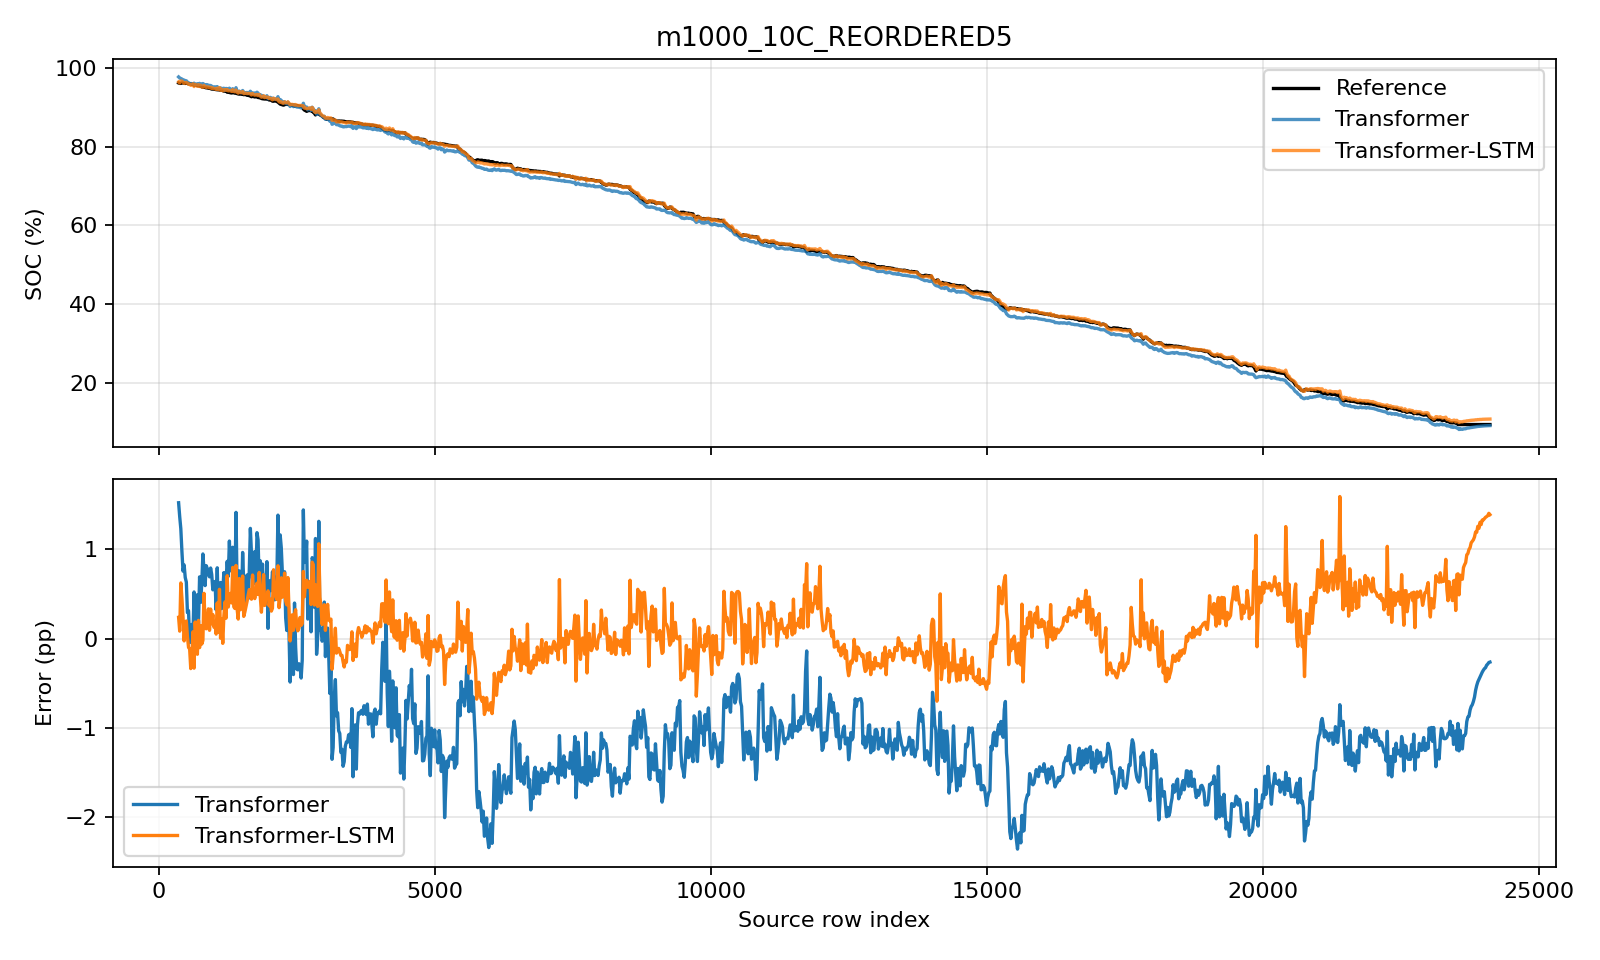 m1000_10C_REORDERED5
100
80
60
40
20
SOC (%)
Reference
Transformer
Transformer-LSTM
1
0
−1
−2
Error (pp)
Transformer
Transformer-LSTM
0 5000 10000 15000 20000 25000
Source row index